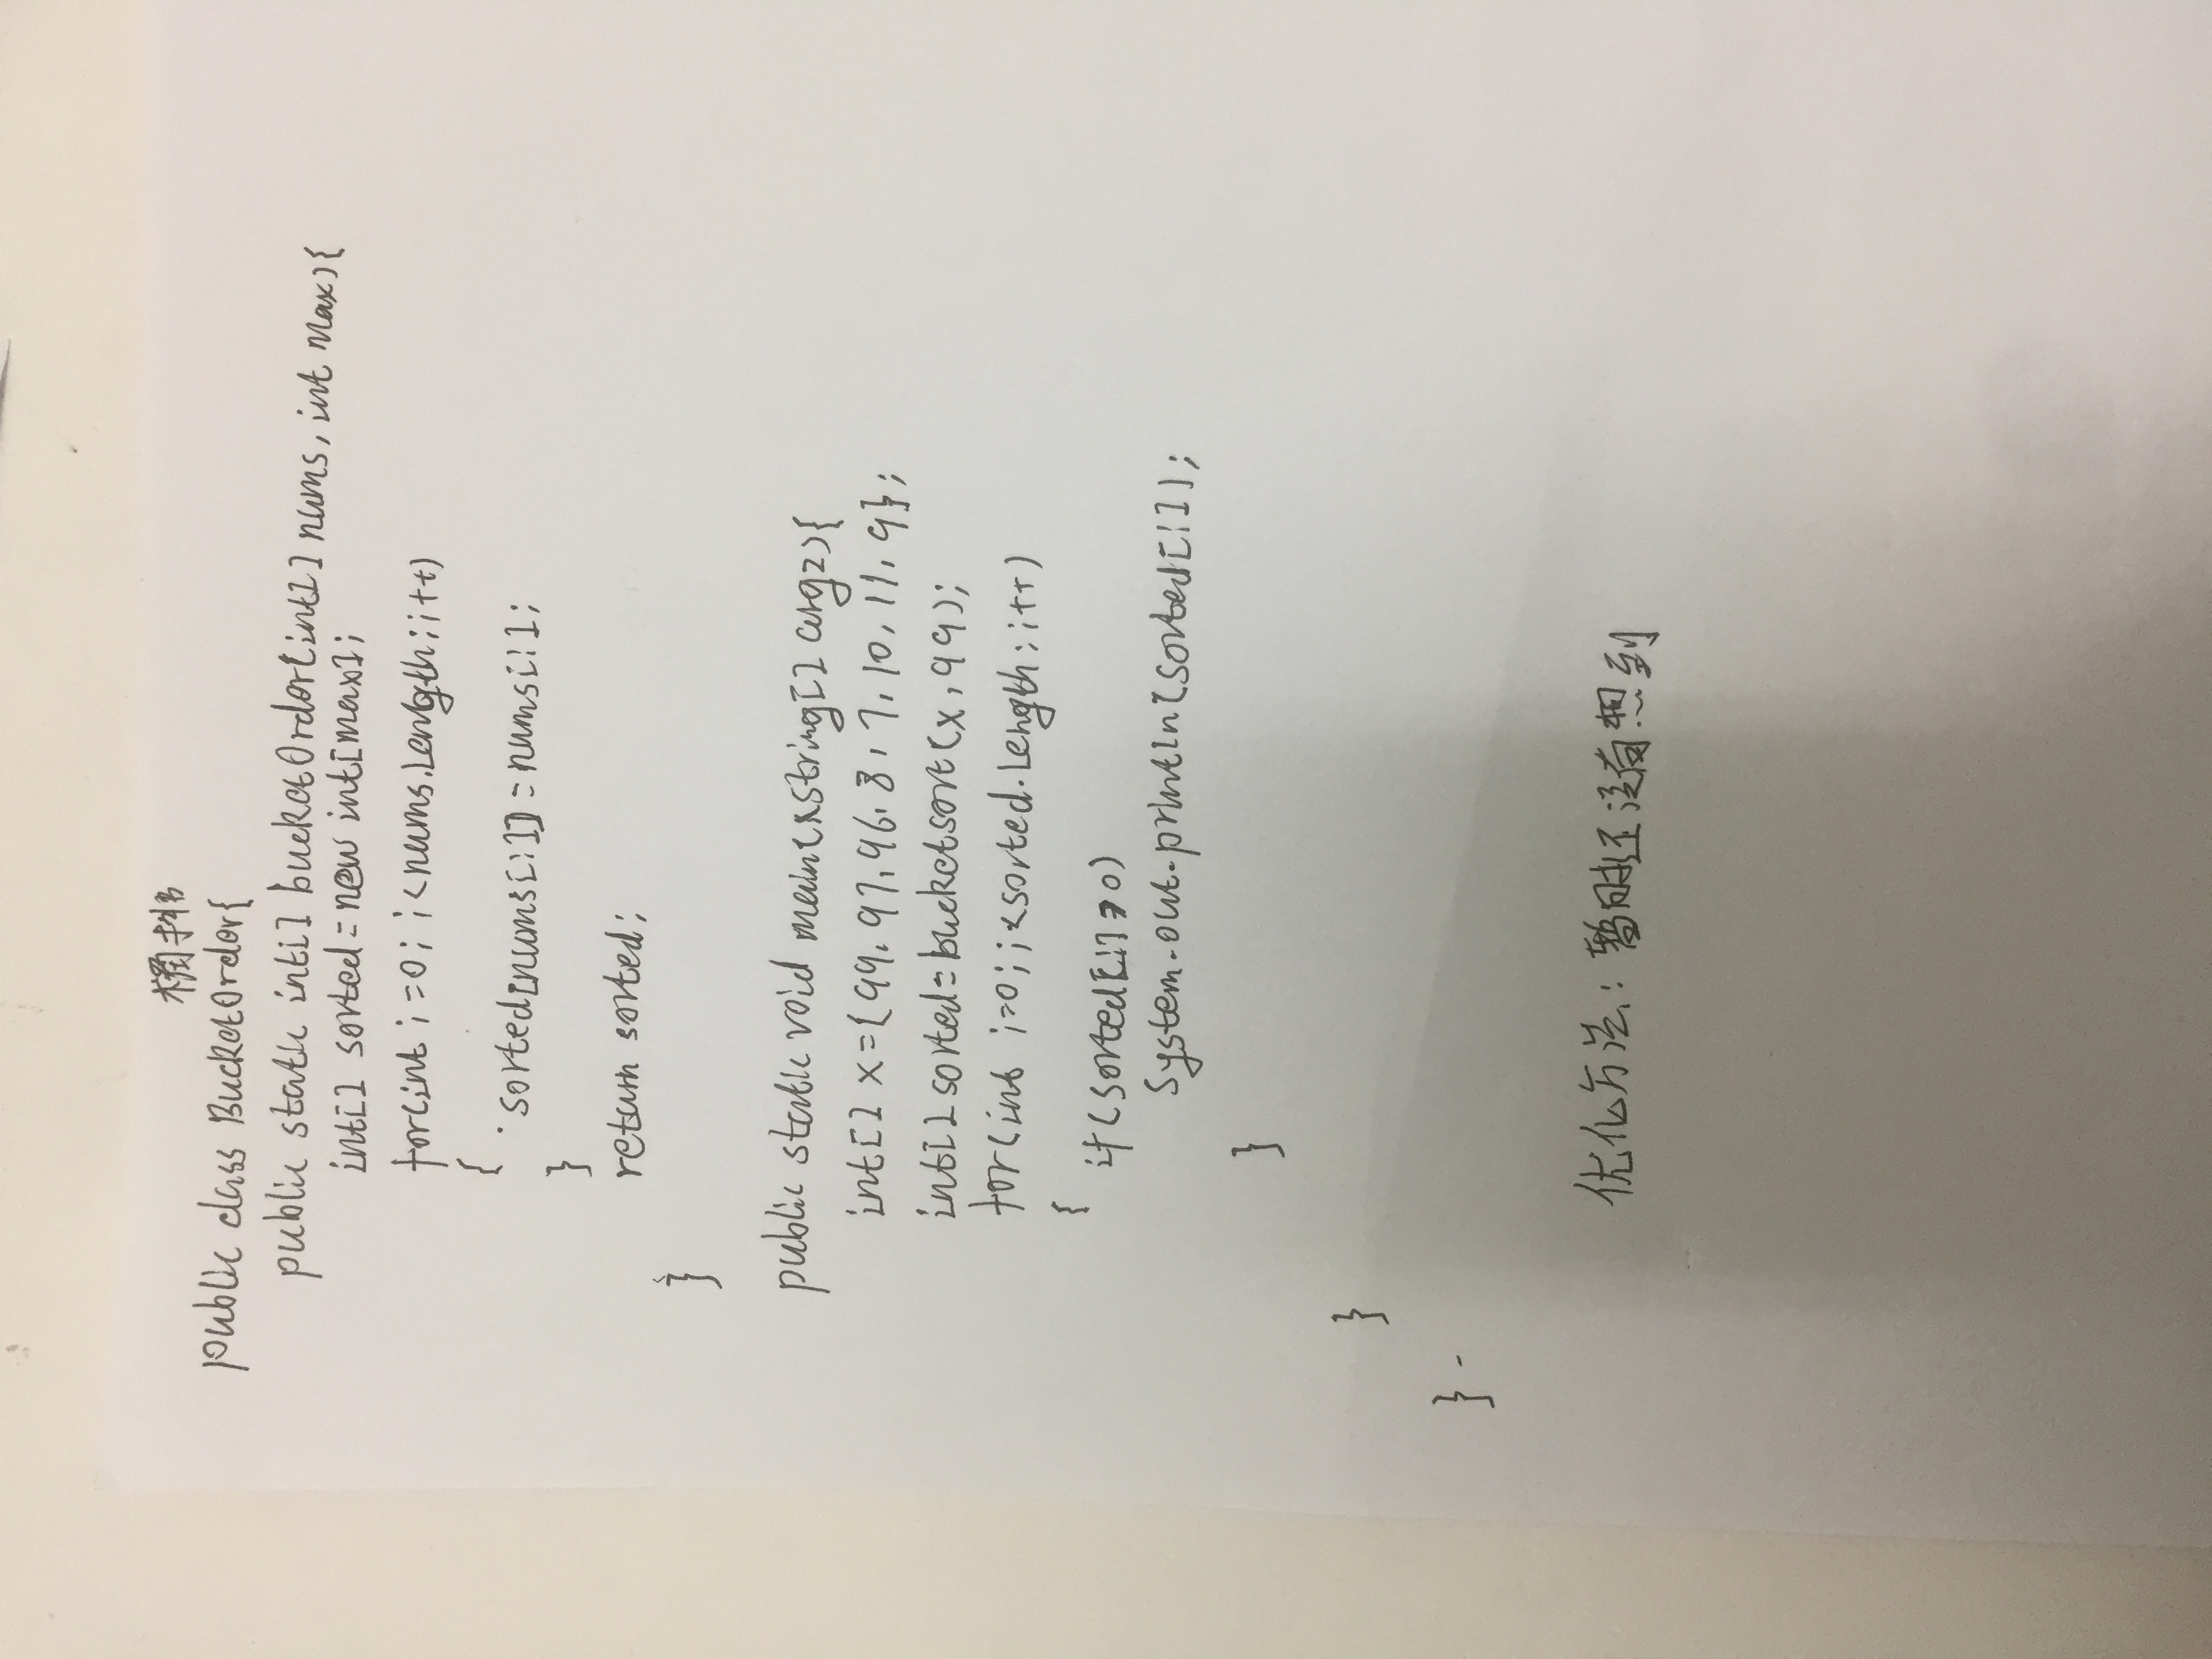 桶排
public class BucketOrder{
public static int[] bucketOrder(int[] nums, int max){
int[] sorted = new int[max];
for(int i=0; i<nums.Length;i++)
{
sorted[nums[i]] = nums[i];
}
return sorted;
}
public static void main(String[] args){
int[] x={99,97,96,8,7,10,11,9};
int[] sorted=bucketsort(x,99);
for(int i=0;i<sorted.Length;i++)
{
if(sorted[i]>0)
System.out.println(sorted[i]);
}
}
}
优化方法:暂时还没有想到